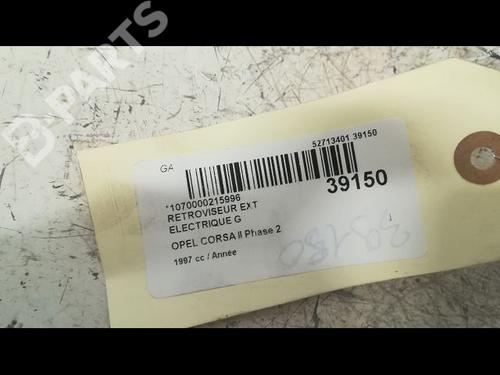 B-PARTS
GA
52713401 39150
*1070000215996
39150
RETROVISEUR EXT
ELECTRIQUE G
OPEL CORSA II Phase 2
1997 cc / Année
39150